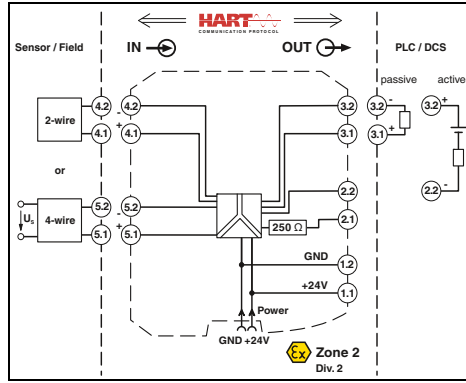 HART
COMMUNICATION PROTOCOL
Sensor / Field
IN
OUT
PLC / DCS
passive
active
2-wire
4.2
4.1
4.2
4.1
-
+
3.2
3.1
3.2
3.1
-
+
3.2
+
or
Us
4-wire
5.2
5.1
5.2
5.1
-
+
250 Ω
2.2
2.1
2.2
-
GND
1.2
+24V
1.1
Power
GND +24V
Ex
Zone 2
Div. 2